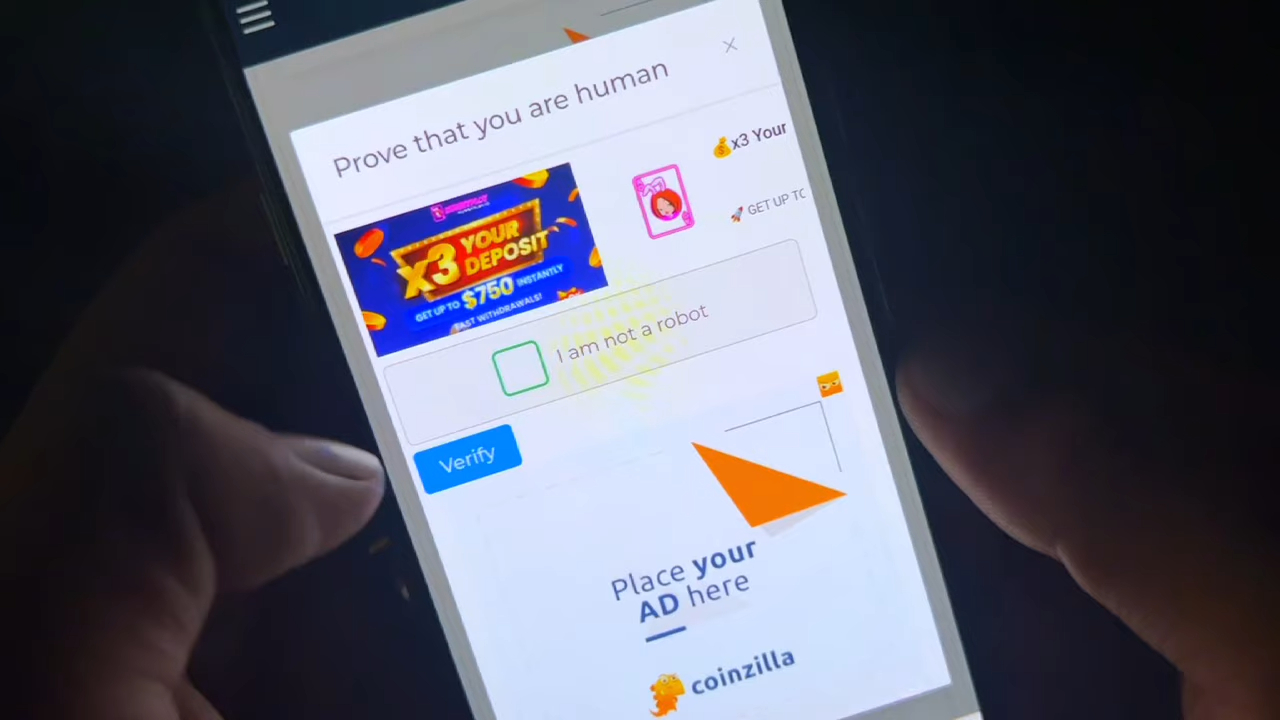 Prove that you are human
x3 YOUR
DEPOSIT
GET UP TO $750 INSTANTLY
FAST WITHDRAWALS!
x3 Your
GET UP TO
I am not a robot
Verify
Place your
AD here
coinzilla